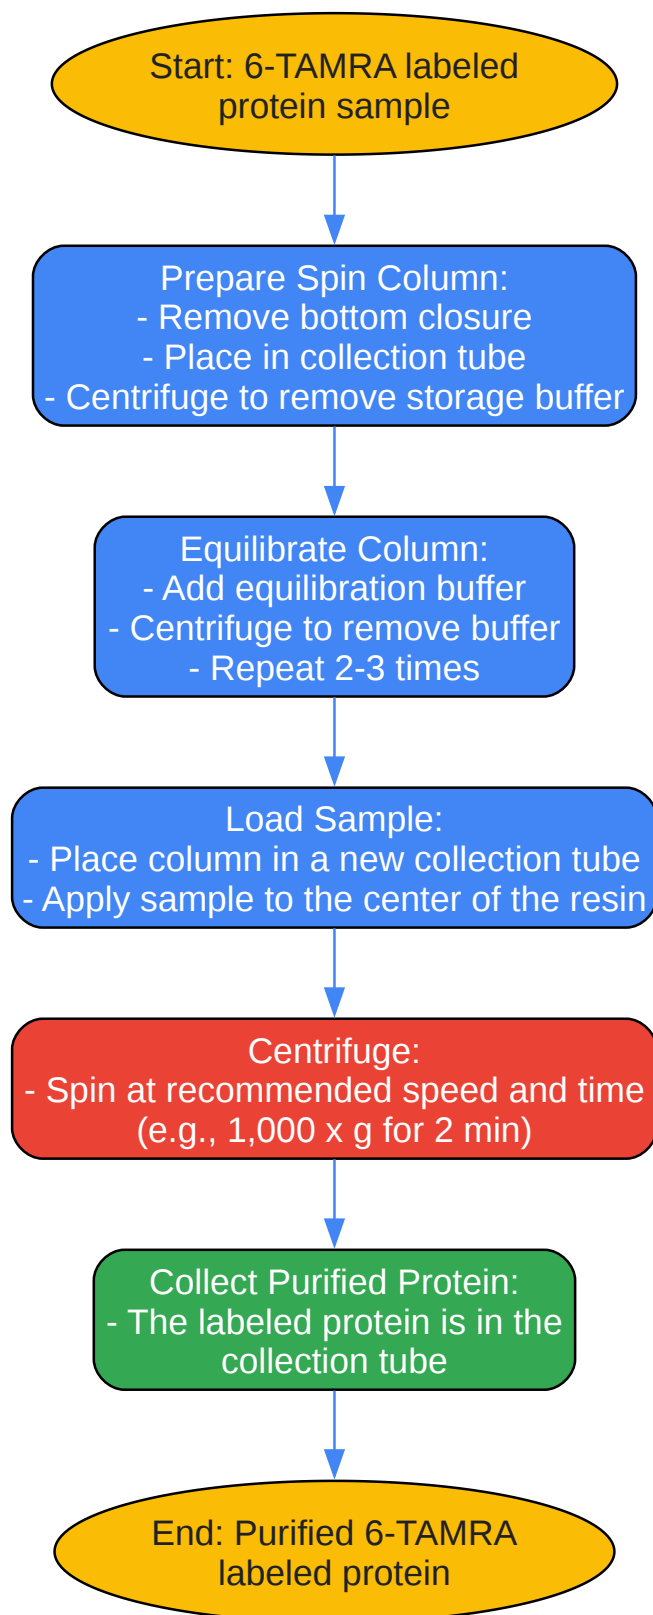 Start: 6-TAMRA labeled
protein sample
Prepare Spin Column:
- Remove bottom closure
- Place in collection tube
- Centrifuge to remove storage buffer
Equilibrate Column:
- Add equilibration buffer
- Centrifuge to remove buffer
- Repeat 2-3 times
Load Sample:
- Place column in a new collection tube
- Apply sample to the center of the resin
Centrifuge:
- Spin at recommended speed and time
(e.g., 1,000 x g for 2 min)
Collect Purified Protein:
- The labeled protein is in the
collection tube
End: Purified 6-TAMRA
labeled protein